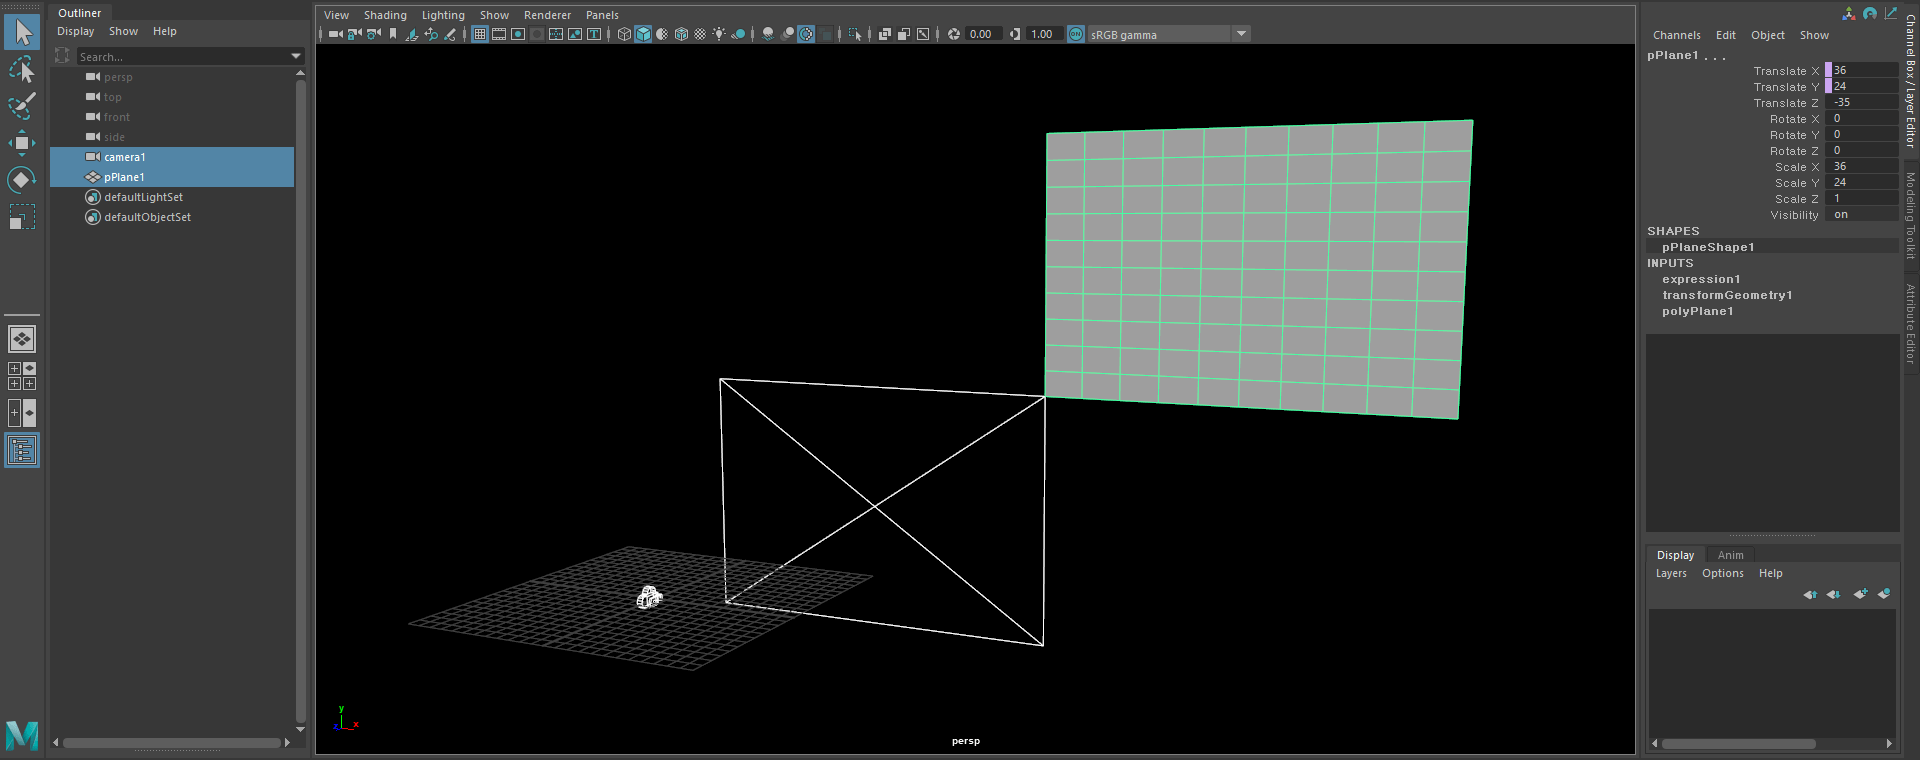 Outliner
Display Show Help
Search...
persp
top
front
side
camera1
pPlane1
defaultLightSet
defaultObjectSet
View Shading Lighting Show Renderer Panels
0.00 1.00 ON sRGB gamma
y
z x
persp
Channels Edit Object Show
pPlane1 . . .
Translate X 36
Translate Y 24
Translate Z -35
Rotate X 0
Rotate Y 0
Rotate Z 0
Scale X 36
Scale Y 24
Scale Z 1
Visibility on
SHAPES
pPlaneShape1
INPUTS
expression1
transformGeometry1
polyPlane1
Display Anim
Layers Options Help
Channel Box / Layer Editor
Modeling Toolkit
Attribute Editor